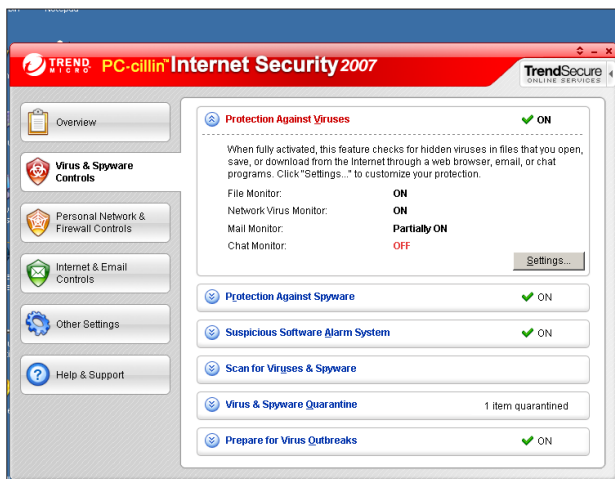 Notepad
TREND MICRO PC-cillin™ Internet Security 2007
TrendSecure
ONLINE SERVICES
Overview
Virus & Spyware
Controls
Personal Network &
Firewall Controls
Internet & Email
Controls
Other Settings
Help & Support
Protection Against Viruses ON
When fully activated, this feature checks for hidden viruses in files that you open,
save, or download from the Internet through a web browser, email, or chat
programs. Click "Settings..." to customize your protection.
File Monitor: ON
Network Virus Monitor: ON
Mail Monitor: Partially ON
Chat Monitor: OFF
Settings...
Protection Against Spyware ON
Suspicious Software Alarm System ON
Scan for Viruses & Spyware
Virus & Spyware Quarantine 1 item quarantined
Prepare for Virus Outbreaks ON